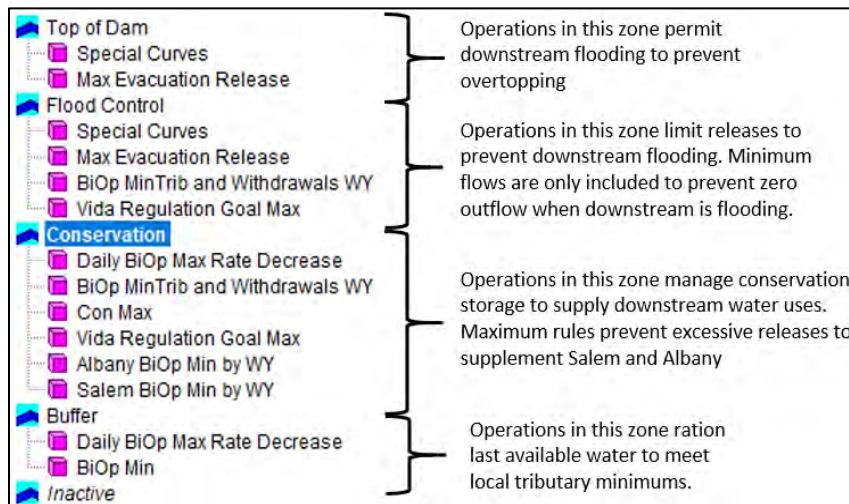 Top of Dam
Special Curves
Max Evacuation Release
Flood Control
Special Curves
Max Evacuation Release
BiOp MinTrib and Withdrawals WY
Vida Regulation Goal Max
Conservation
Daily BiOp Max Rate Decrease
BiOp MinTrib and Withdrawals WY
Con Max
Vida Regulation Goal Max
Albany BiOp Min by WY
Salem BiOp Min by WY
Buffer
Daily BiOp Max Rate Decrease
BiOp Min
Inactive
Operations in this zone permit
downstream flooding to prevent
overtopping
Operations in this zone limit releases to
prevent downstream flooding. Minimum
flows are only included to prevent zero
outflow when downstream is flooding.
Operations in this zone manage conservation
storage to supply downstream water uses.
Maximum rules prevent excessive releases to
supplement Salem and Albany
Operations in this zone ration
last available water to meet
local tributary minimums.